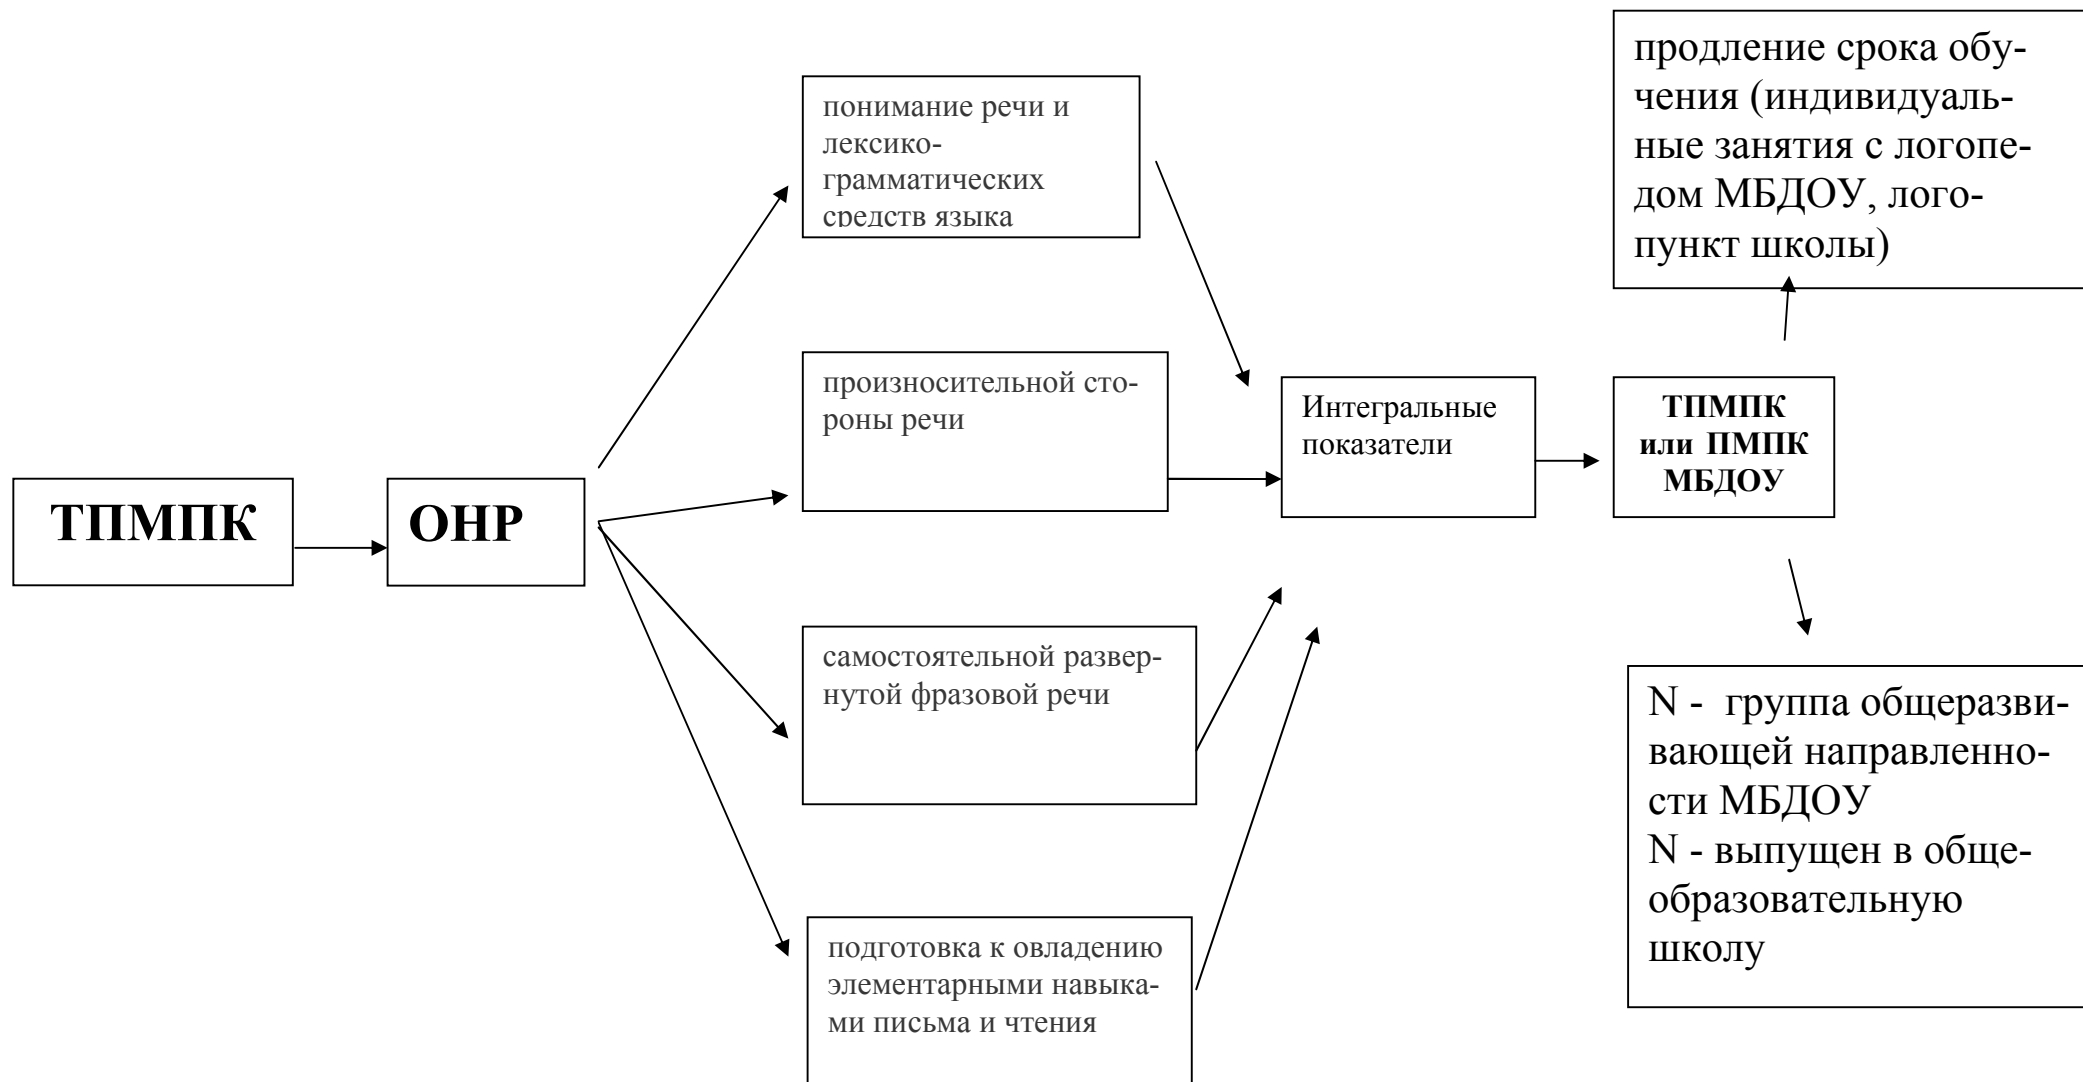 ТПМПК
ОНР
понимание речи и
лексико-
грамматических
средств языка
произносительной сто-
роны речи
самостоятельной развер-
нутой фразовой речи
подготовка к овладению
элементарными навыка-
ми письма и чтения
Интегральные
показатели
ТПМПК
или ПМПК
МБДОУ
продление срока обу-
чения (индивидуаль-
ные занятия с логопе-
дом МБДОУ, лого-
пункт школы)
N - группа общеразви-
вающей направленно-
сти МБДОУ
N - выпущен в обще-
образовательную
школу